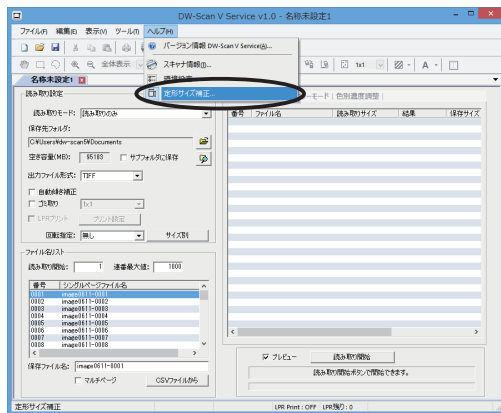 DW-Scan V Service v1.0 - 名称未設定1
ファイル(F) 編集(E) 表示(V) ツール(T) ヘルプ(H)
バージョン情報 DW-Scan V Service(A)...
全体表示 スキャナ情報(I)... 1x1
環境設定
名称未設定1 定形サイズ補正...
読み取り設定 モード 色別濃度調整
読み取りモード: 読み取りのみ 番号 ファイル名 読み取りサイズ 結果 保存サイズ
保存先フォルダ:
C:¥Users¥dw-scan5¥Documents
空き容量(MB): 95183 サブフォルダに保存
出力ファイル形式: TIFF
自動傾き補正
ゴミ取り 1x1
LPRプリント プリント設定
回転指定: 無し サイズ別
ファイル名リスト
読み取り開始: 1 連番最大値: 1000
番号 シングルページファイル名
0001 image0611-0001
0002 image0611-0002
0003 image0611-0003
0004 image0611-0004
0005 image0611-0005
0006 image0611-0006
0007 image0611-0007
0008 image0611-0008
プレビュー 読み取り開始
保存ファイル名: image0611-0001 読み取り開始ボタンで開始できます。
マルチページ CSVファイルから
定形サイズ補正 LPR Print : OFF LPR残り : 0